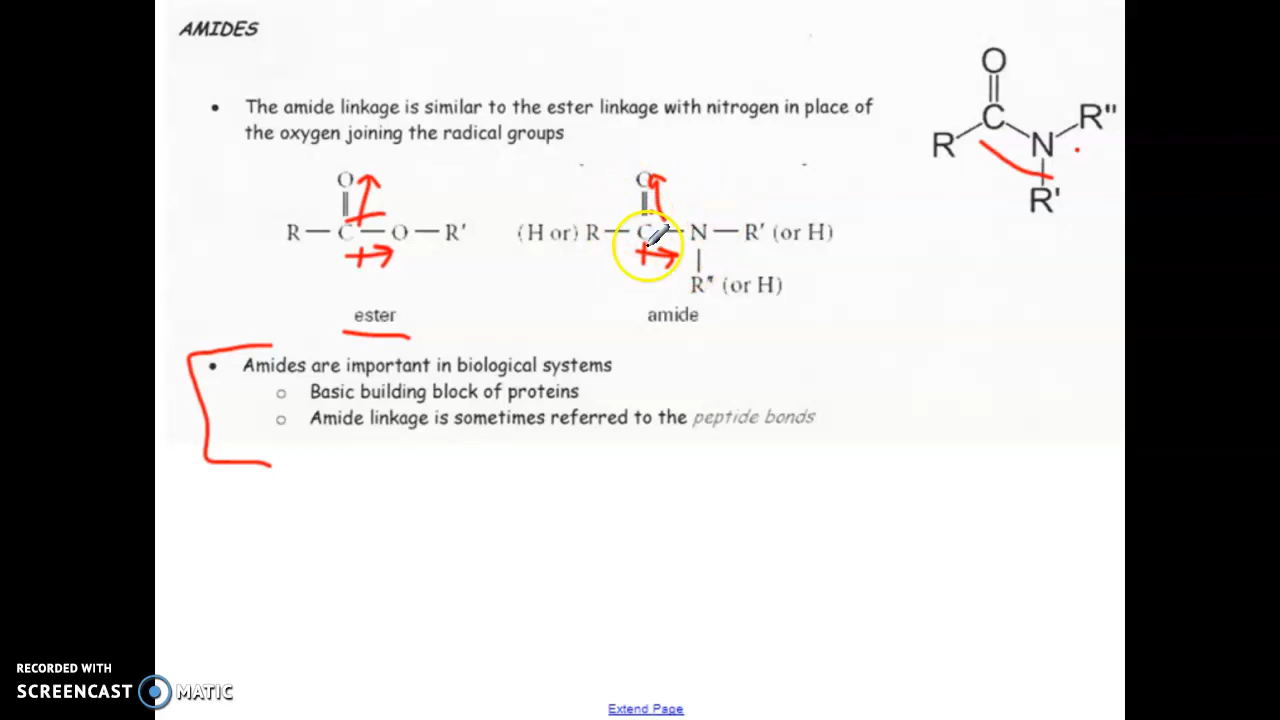 AMIDES
• The amide linkage is similar to the ester linkage with nitrogen in place of
the oxygen joining the radical groups
O
C
R
N
R"
R'
O
R — C — O — R'
ester
O
(H or) R — C — N — R' (or H)
R" (or H)
amide
• Amides are important in biological systems
○ Basic building block of proteins
○ Amide linkage is sometimes referred to the peptide bonds
RECORDED WITH
SCREENCAST MATIC
Extend Page